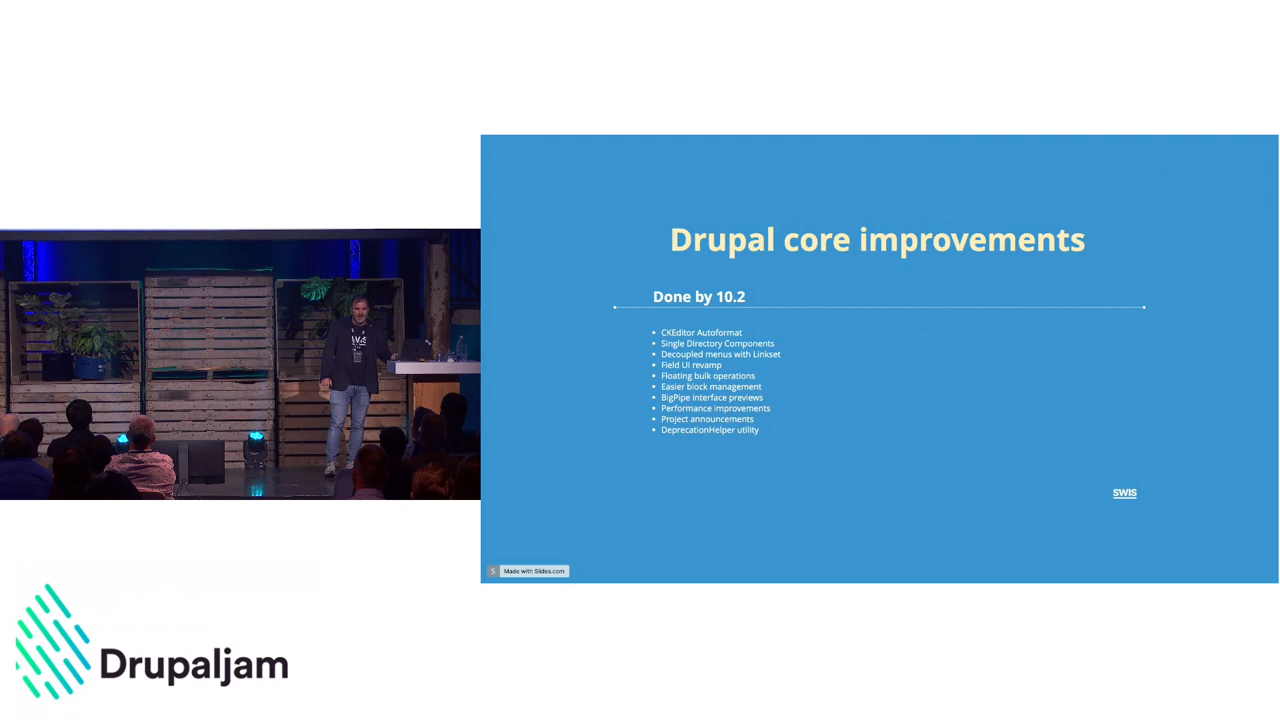 Drupal core improvements
Done by 10.2
CKEditor Autoformat
Single Directory Components
Decoupled menus with Linkset
Field UI revamp
Floating bulk operations
Easier block management
BigPipe interface previews
Performance improvements
Project announcements
DeprecationHelper utility
SWIS
S Made with Slides.com
Drupaljam